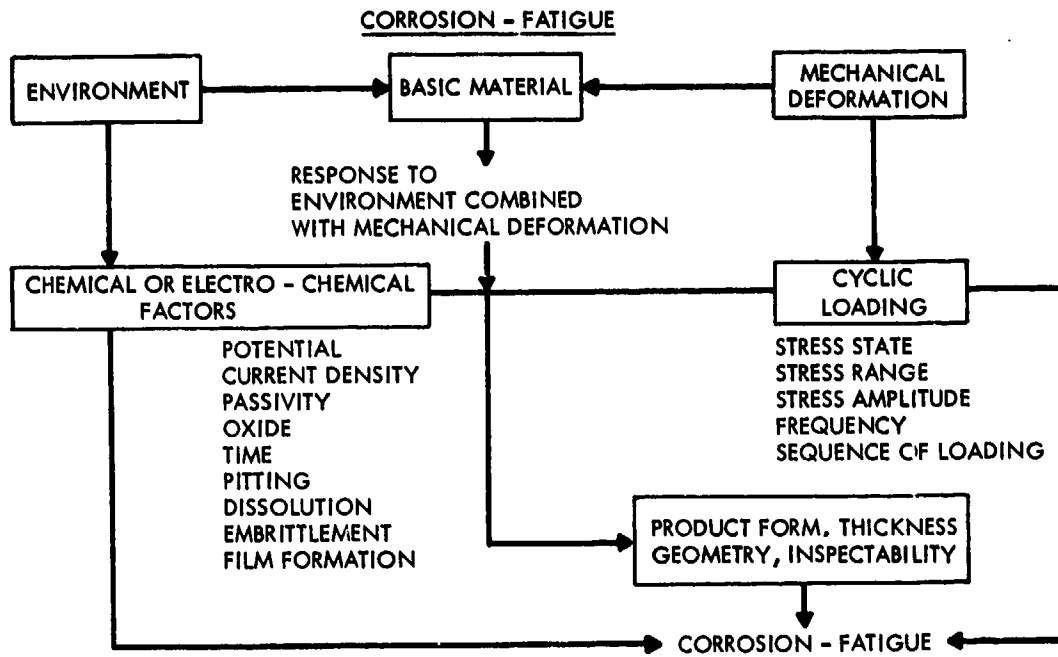 CORROSION - FATIGUE
ENVIRONMENT
BASIC MATERIAL
MECHANICAL
DEFORMATION
RESPONSE TO
ENVIRONMENT COMBINED
WITH MECHANICAL DEFORMATION
CHEMICAL OR ELECTRO - CHEMICAL
FACTORS
CYCLIC
LOADING
POTENTIAL
CURRENT DENSITY
PASSIVITY
OXIDE
TIME
PITTING
DISSOLUTION
EMBRITTLEMENT
FILM FORMATION
STRESS STATE
STRESS RANGE
STRESS AMPLITUDE
FREQUENCY
SEQUENCE OF LOADING
PRODUCT FORM, THICKNESS
GEOMETRY, INSPECTABILITY
CORROSION - FATIGUE